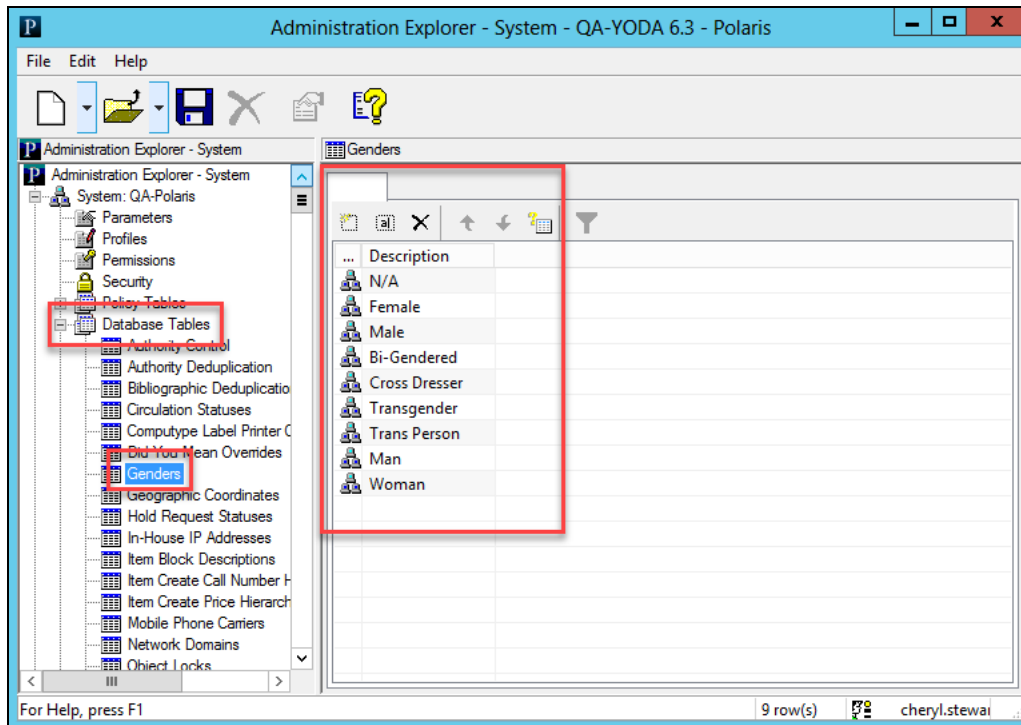 P
Administration Explorer - System - QA-YODA 6.3 - Polaris
File Edit Help
P Administration Explorer - System
Genders
P Administration Explorer - System
System: QA-Polaris
Parameters
Profiles
Permissions
Security
Policy Tables
Database Tables
Authority Control
Authority Deduplication
Bibliographic Deduplicatio
Circulation Statuses
Computype Label Printer C
Did You Mean Overrides
Genders
Geographic Coordinates
Hold Request Statuses
In-House IP Addresses
Item Block Descriptions
Item Create Call Number H
Item Create Price Hierarch
Mobile Phone Carriers
Network Domains
Object Locks
... Description
N/A
Female
Male
Bi-Gendered
Cross Dresser
Transgender
Trans Person
Man
Woman
For Help, press F1
9 row(s)
cheryl.stewar